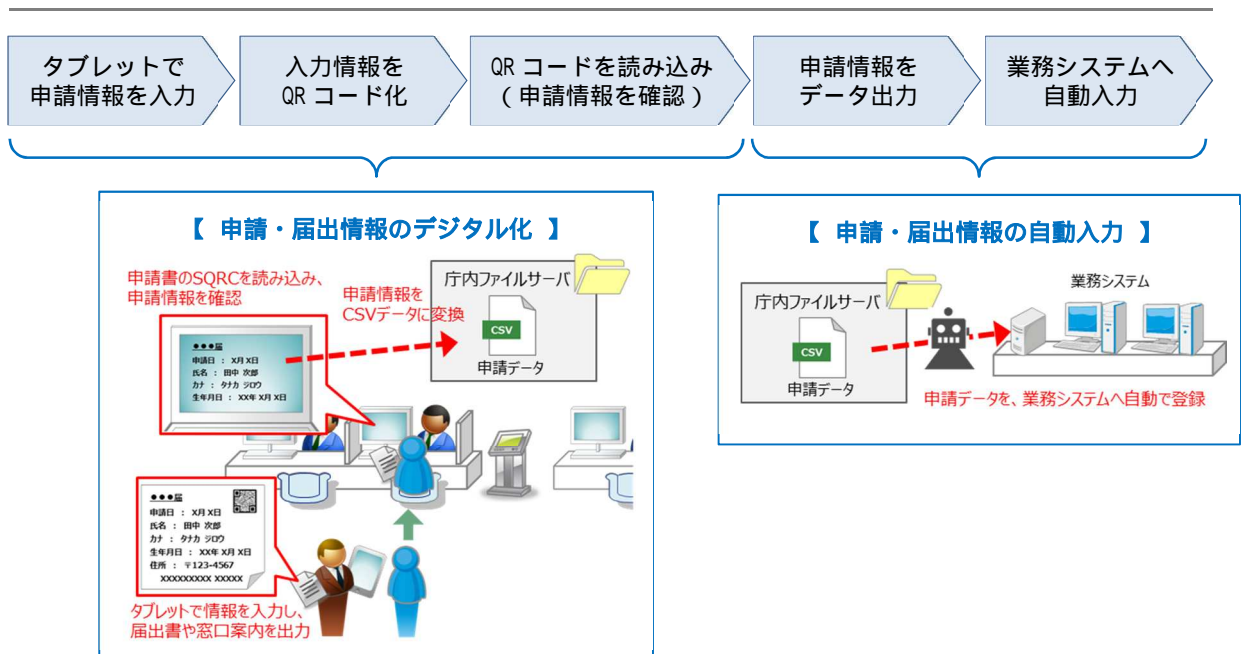 タブレットで
申請情報を入力
入力情報を
QR コード化
QR コードを読み込み
(申請情報を確認)
申請情報を
データ出力
業務システムへ
自動入力
【 申請・届出情報のデジタル化 】
申請書のSQRCを読み込み、
申請情報を確認
申請情報を
CSVデータに変換
庁内ファイルサーバ
CSV
申請データ
●●●届
申請日 : X月 X日
氏名 : 田中 次郎
カナ : タナカ ジロウ
生年月日 : XX年 X月 X日
●●●届
申請日 : X月 X日
氏名 : 田中 次郎
カナ : タナカ ジロウ
生年月日 : XX年 X月 X日
住所 : 〒123-4567
XXXXXXXXXX XXXXX
タブレットで情報を入力し、
届出書や窓口案内を出力
【 申請・届出情報の自動入力 】
庁内ファイルサーバ
CSV
申請データ
業務システム
申請データを、業務システムへ自動で登録